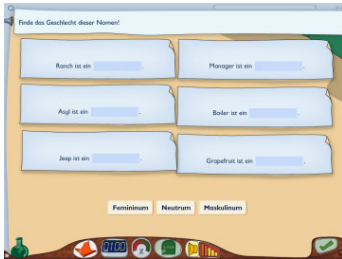 Finde das Geschlecht dieser Nomen!
Ranch ist ein .
Manager ist ein .
Asyl ist ein .
Boiler ist ein .
Jeep ist ein .
Grapefruit ist ein .
Femininum Neutrum Maskulinum